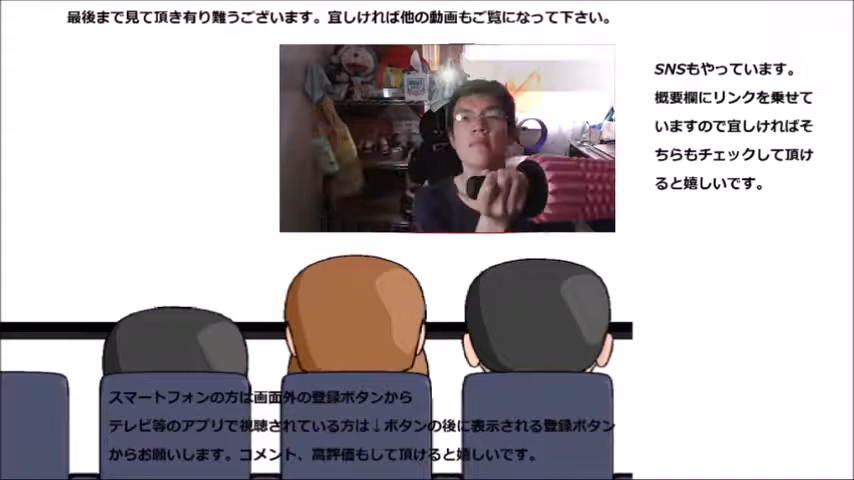 最後まで見て頂き有り難うございます。宜しければ他の動画もご覧になって下さい。
SNSもやっています。
概要欄にリンクを乗せて
いますので宜しければそ
ちらもチェックして頂け
ると嬉しいです。
スマートフォンの方は画面外の登録ボタンから
テレビ等のアプリで視聴されている方は↓ボタンの後に表示される登録ボタン
からお願いします。コメント、高評価もして頂けると嬉しいです。